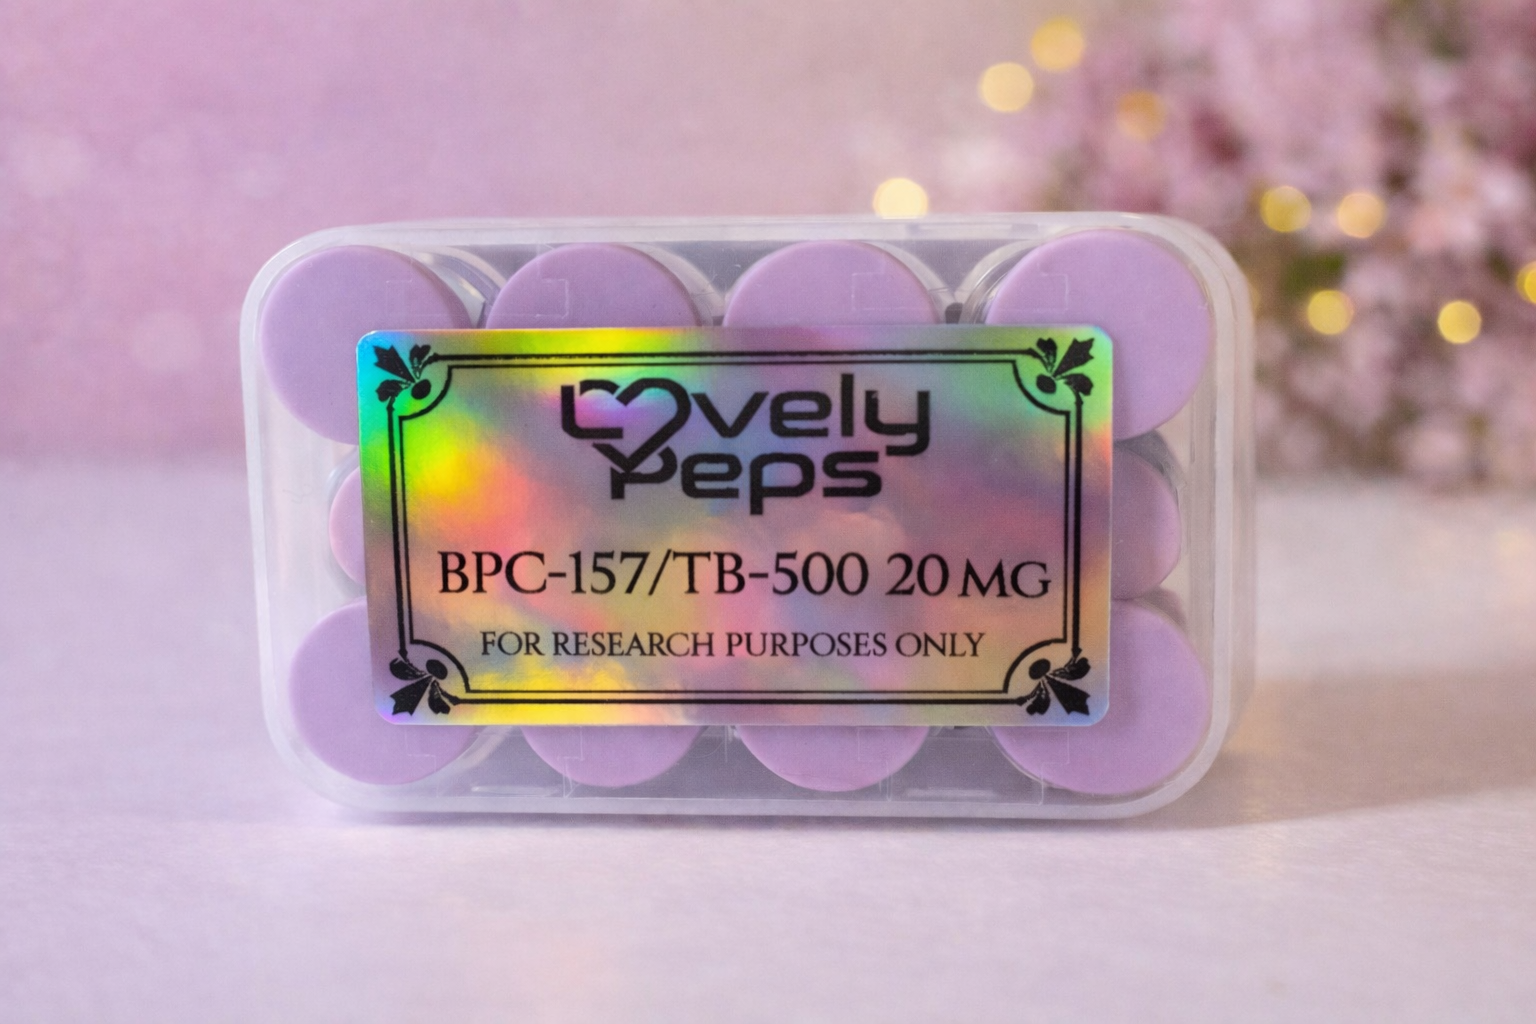 Lovely
Peps
BPC-157/TB-500 20 MG
FOR RESEARCH PURPOSES ONLY